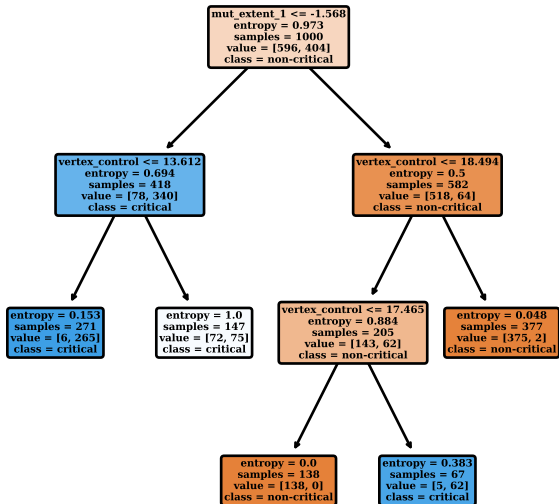 mut_extent_1 <= -1.568
entropy = 0.973
samples = 1000
value = [596, 404]
class = non-critical
vertex_control <= 13.612
entropy = 0.694
samples = 418
value = [78, 340]
class = critical
vertex_control <= 18.494
entropy = 0.5
samples = 582
value = [518, 64]
class = non-critical
entropy = 0.153
samples = 271
value = [6, 265]
class = critical
entropy = 1.0
samples = 147
value = [72, 75]
class = critical
vertex_control <= 17.465
entropy = 0.884
samples = 205
value = [143, 62]
class = non-critical
entropy = 0.048
samples = 377
value = [375, 2]
class = non-critical
entropy = 0.0
samples = 138
value = [138, 0]
class = non-critical
entropy = 0.383
samples = 67
value = [5, 62]
class = critical